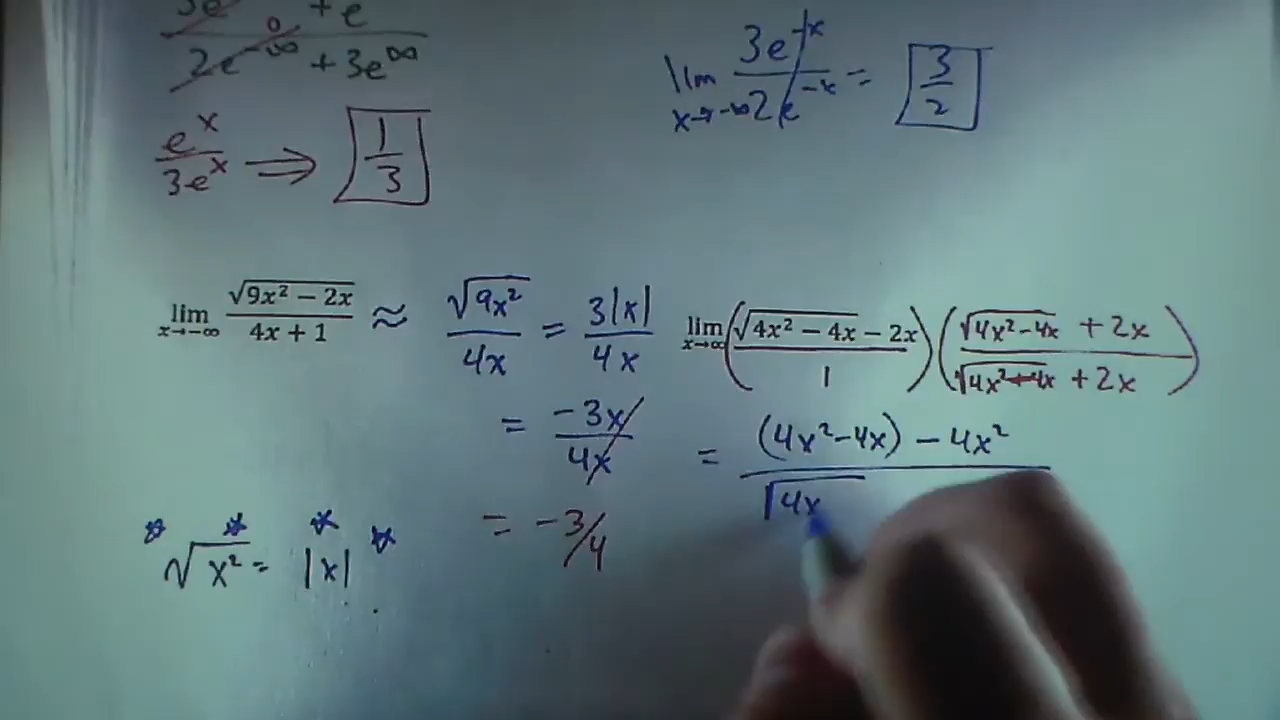 3e + e
2e^-∞ + 3e^∞ 0
e^x / 3e^x ⟹ 1/3
lim x→-∞ 3e^-x / 2e^-x = 3/2
lim x→-∞ √(9x² − 2x) / (4x + 1) ≈ √(9x²) / 4x = 3|x| / 4x
= -3x / 4x
= -3/4
√x² = |x|
lim x→∞ ( (√(4x² − 4x) − 2x) / 1 ) ( (√(4x²-4x) + 2x) / (√(4x²-4x) + 2x) )
= (4x²-4x) - 4x²
√4x